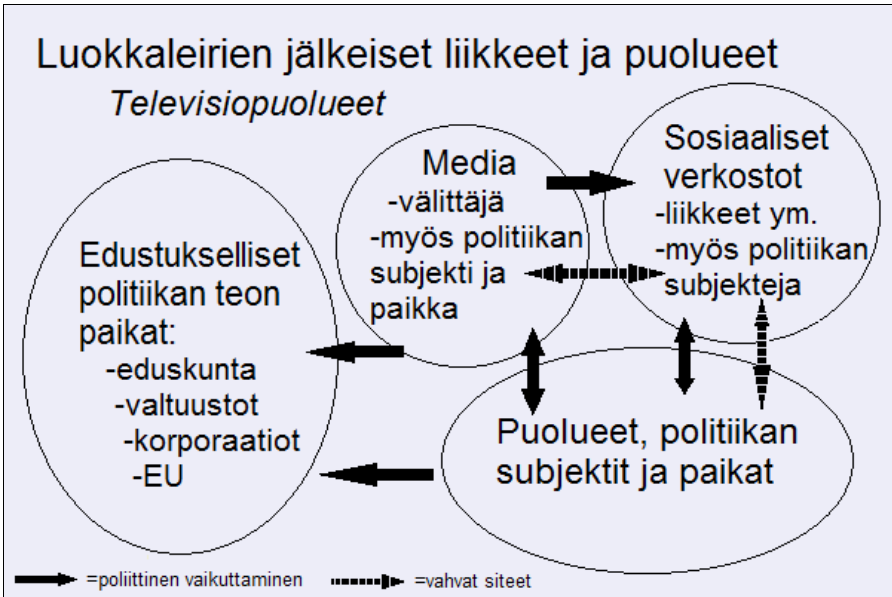 Luokkaleirien jälkeiset liikkeet ja puolueet
Televisiopuolueet
Media
-välittäjä
-myös politiikan
subjekti ja
paikka
Sosiaaliset
verkostot
-liikkeet ym.
-myös politiikan
subjekteja
Edustukselliset
politiikan teon
paikat:
-eduskunta
-valtuustot
-korporaatiot
-EU
Puolueet, politiikan
subjektit ja paikat
=poliittinen vaikuttaminen
=vahvat siteet